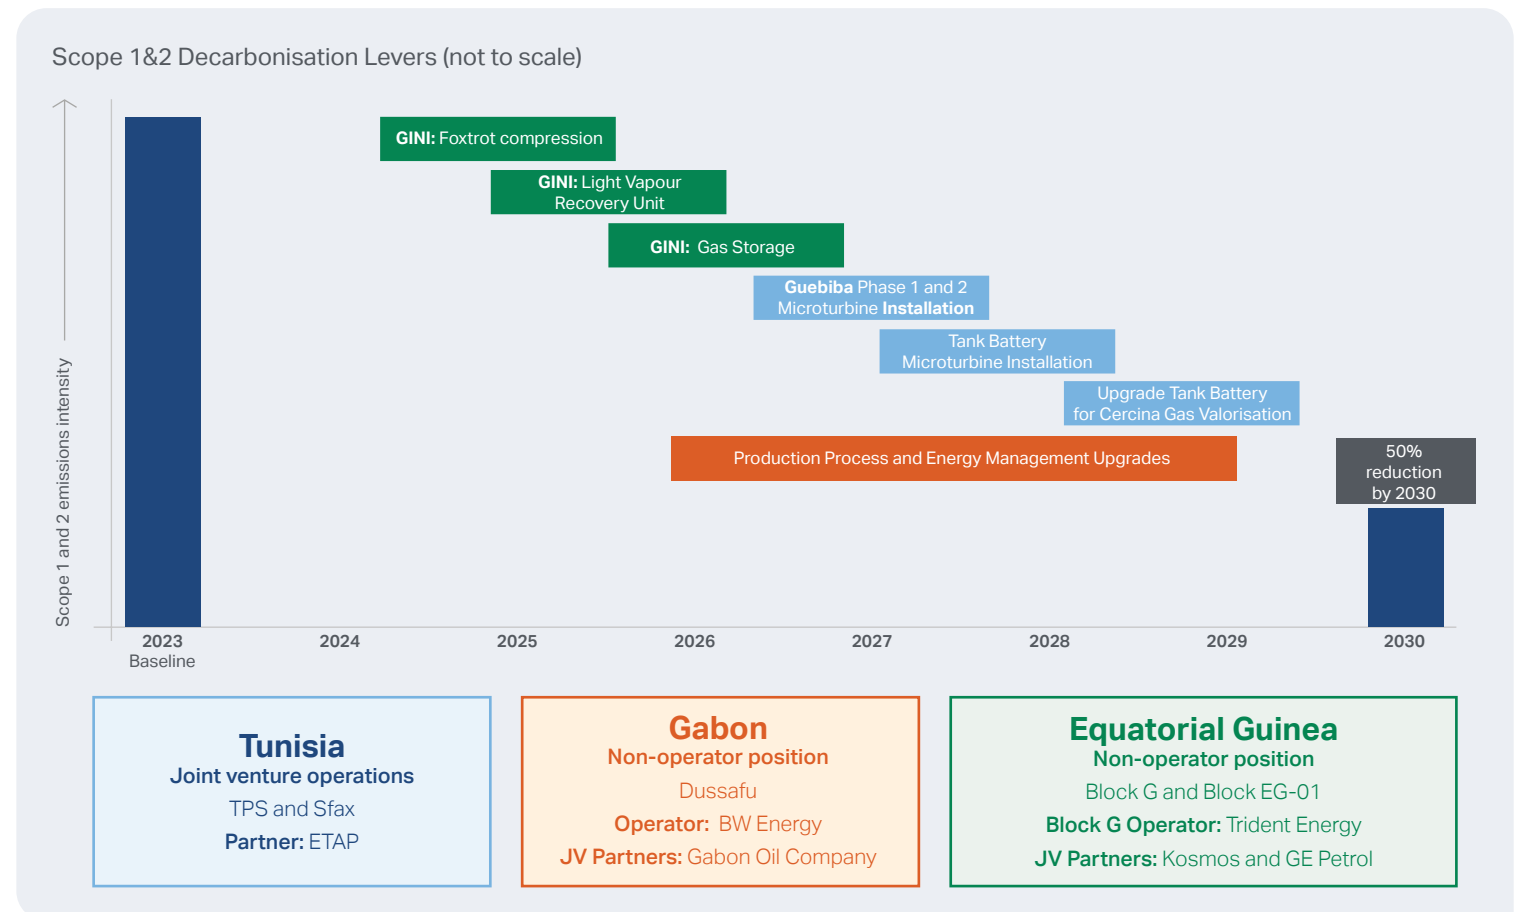 Scope 1&2 Decarbonisation Levers (not to scale)
Scope 1 and 2 emissions intensity
GINI: Foxtrot compression
GINI: Light Vapour
Recovery Unit
GINI: Gas Storage
Guebiba Phase 1 and 2
Microturbine Installation
Tank Battery
Microturbine Installation
Upgrade Tank Battery
for Cercina Gas Valorisation
Production Process and Energy Management Upgrades
50%
reduction
by 2030
2023
Baseline
2024
2025
2026
2027
2028
2029
2030
Tunisia
Joint venture operations
TPS and Sfax
Partner: ETAP
Gabon
Non-operator position
Dussafu
Operator: BW Energy
JV Partners: Gabon Oil Company
Equatorial Guinea
Non-operator position
Block G and Block EG-01
Block G Operator: Trident Energy
JV Partners: Kosmos and GE Petrol